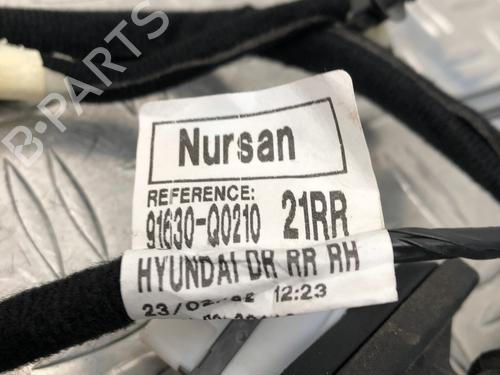 B-PARTS
Nursan
REFERENCE:
91630-Q0210 21RR
HYUNDAI DR RR RH
12:23